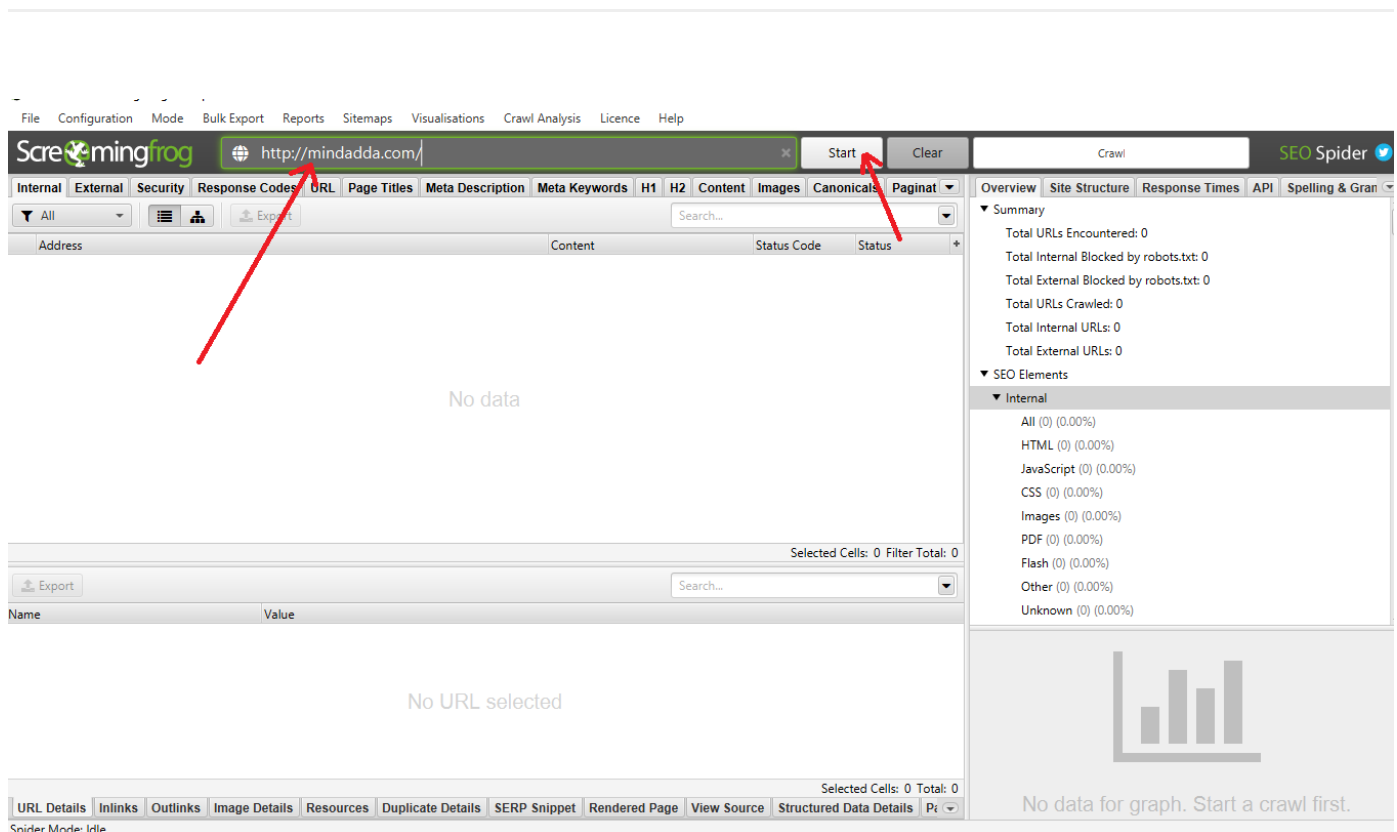 File Configuration Mode Bulk Export Reports Sitemaps Visualisations Crawl Analysis Licence Help
Screamingfrog http://mindadda.com/ Start Clear Crawl SEO Spider
Internal External Security Response Codes URL Page Titles Meta Description Meta Keywords H1 H2 Content Images Canonicals Paginat
Overview Site Structure Response Times API Spelling & Gran
All Export Search...
Address Content Status Code Status +
No data
Selected Cells: 0 Filter Total: 0
Export Search...
Name Value
No URL selected
Selected Cells: 0 Total: 0
URL Details Inlinks Outlinks Image Details Resources Duplicate Details SERP Snippet Rendered Page View Source Structured Data Details
Spider Mode: Idle
Summary
Total URLs Encountered: 0
Total Internal Blocked by robots.txt: 0
Total External Blocked by robots.txt: 0
Total URLs Crawled: 0
Total Internal URLs: 0
Total External URLs: 0
SEO Elements
Internal
All (0) (0.00%)
HTML (0) (0.00%)
JavaScript (0) (0.00%)
CSS (0) (0.00%)
Images (0) (0.00%)
PDF (0) (0.00%)
Flash (0) (0.00%)
Other (0) (0.00%)
Unknown (0) (0.00%)
No data for graph. Start a crawl first.